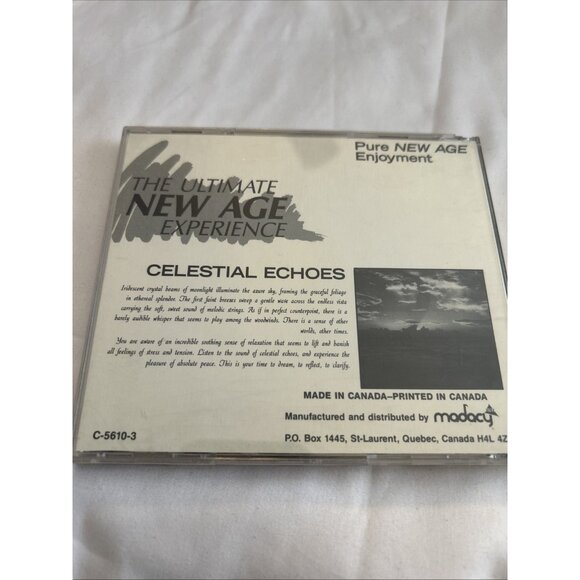 Pure NEW AGE
Enjoyment
THE ULTIMATE
NEW AGE
EXPERIENCE
CELESTIAL ECHOES
Iridescent crystal beams of moonlight illuminate the azure sky, framing the graceful foliage
in ethereal splendor. The first faint breezes sweep a gentle wave across the endless vista
carrying the soft, sweet sound of melodic strings. As if in perfect counterpoint, there is a
barely audible whisper that seems to play among the woodwinds. There is a sense of other
worlds, other times.
You are aware of an incredible soothing sense of relaxation that seems to lift and banish
all feelings of stress and tension. Listen to the sound of celestial echoes, and experience the
pleasure of absolute peace. This is your time to dream, to reflect, to clarify.
MADE IN CANADA–PRINTED IN CANADA
Manufactured and distributed by madacy
P.O. Box 1445, St-Laurent, Quebec, Canada H4L 4Z
C-5610-3